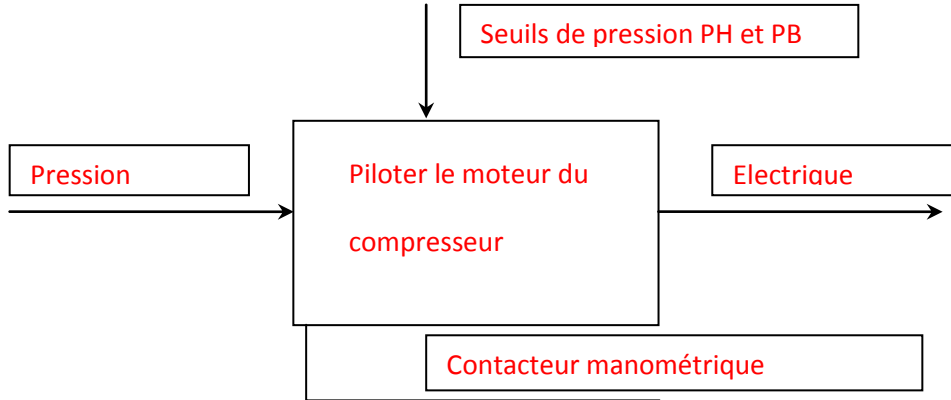 Seuils de pression PH et PB
Pression
Piloter le moteur du
compresseur
Electrique
Contacteur manométrique